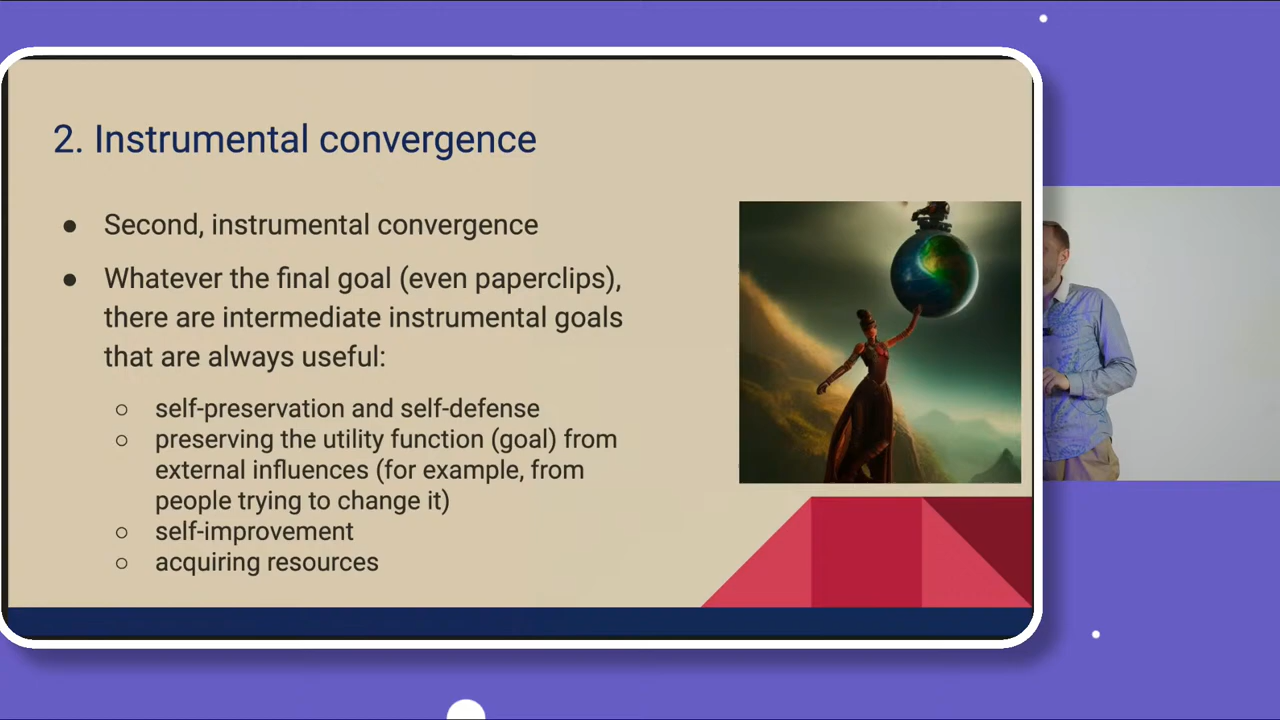 2. Instrumental convergence
● Second, instrumental convergence
● Whatever the final goal (even paperclips),
there are intermediate instrumental goals
that are always useful:
○ self-preservation and self-defense
○ preserving the utility function (goal) from
external influences (for example, from
people trying to change it)
○ self-improvement
○ acquiring resources